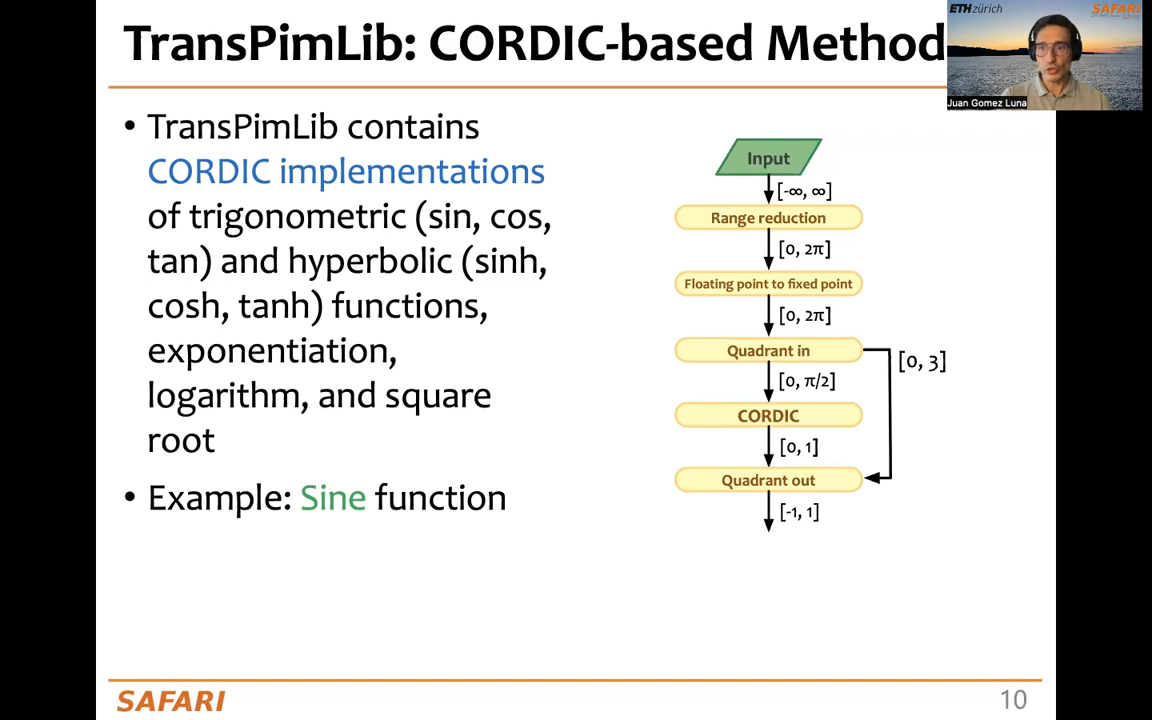 TransPimLib: CORDIC-based Method
ETHzürich
SAFARI
Juan Gomez Luna
• TransPimLib contains
CORDIC implementations
of trigonometric (sin, cos,
tan) and hyperbolic (sinh,
cosh, tanh) functions,
exponentiation,
logarithm, and square
root
• Example: Sine function
Input
[-∞, ∞]
Range reduction
[0, 2π]
Floating point to fixed point
[0, 2π]
Quadrant in
[0, 3]
[0, π/2]
CORDIC
[0, 1]
Quadrant out
[-1, 1]
SAFARI
10